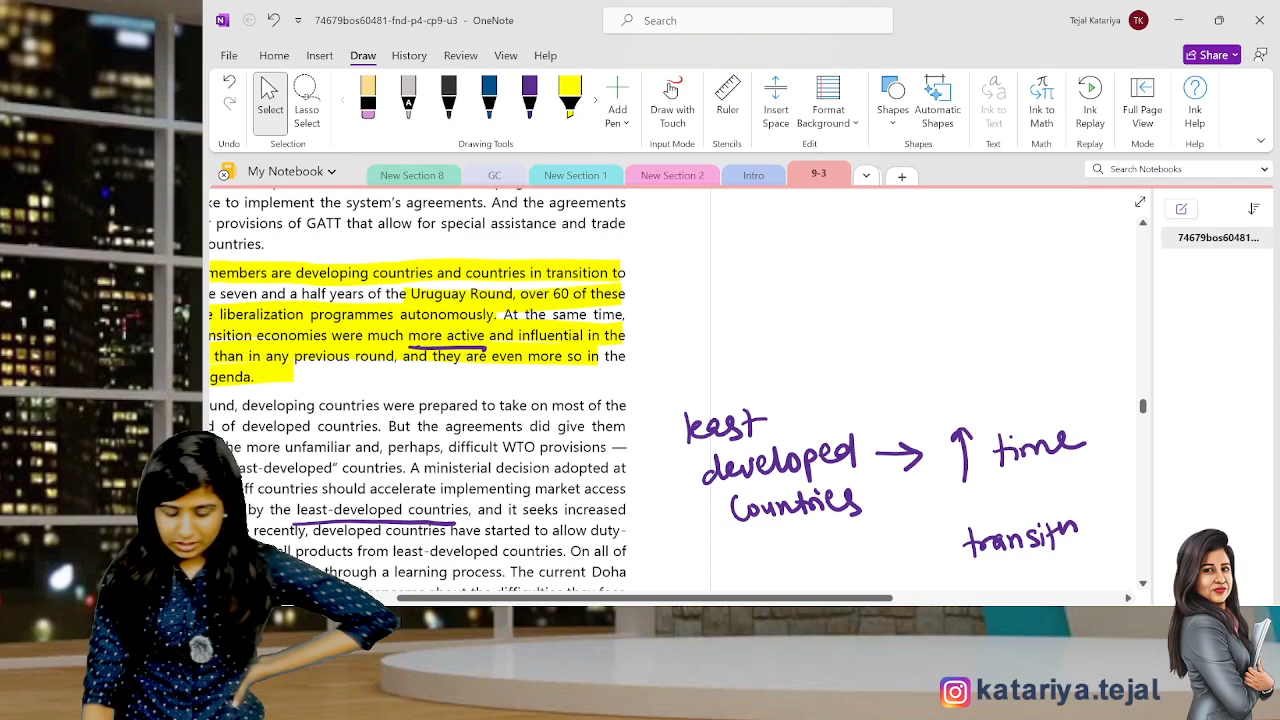 74679bos60481-fnd-p4-cp9-u3 - OneNote
Search
Tejal Katariya
TK
File Home Insert Draw History Review View Help
Share
Select
Lasso Select
Add Pen
Draw with Touch
Ruler
Insert Space
Format Background
Shapes
Automatic Shapes
Ink to Text
Ink to Math
Ink Replay
Full Page View
Ink Help
Undo Selection Drawing Tools Input Mode Stencils Edit Text Math Replay Mode Help
My Notebook
New Section 8
GC
New Section 1
New Section 2
Intro
9-3
Search Notebooks
74679bos60481...
ke to implement the system's agreements. And the agreements
provisions of GATT that allow for special assistance and trade
ountries.
members are developing countries and countries in transition to
e seven and a half years of the Uruguay Round, over 60 of these
e liberalization programmes autonomously. At the same time,
nsition economies were much more active and influential in the
than in any previous round, and they are even more so in the
genda.
und, developing countries were prepared to take on most of the
d of developed countries. But the agreements did give them
he more unfamiliar and, perhaps, difficult WTO provisions —
ast-developed" countries. A ministerial decision adopted at
ff countries should accelerate implementing market access
by the least-developed countries, and it seeks increased
recently, developed countries have started to allow duty-
ll products from least-developed countries. On all of
through a learning process. The current Doha
least
developed → ↑ time
Countries
transitn
katariya.tejal